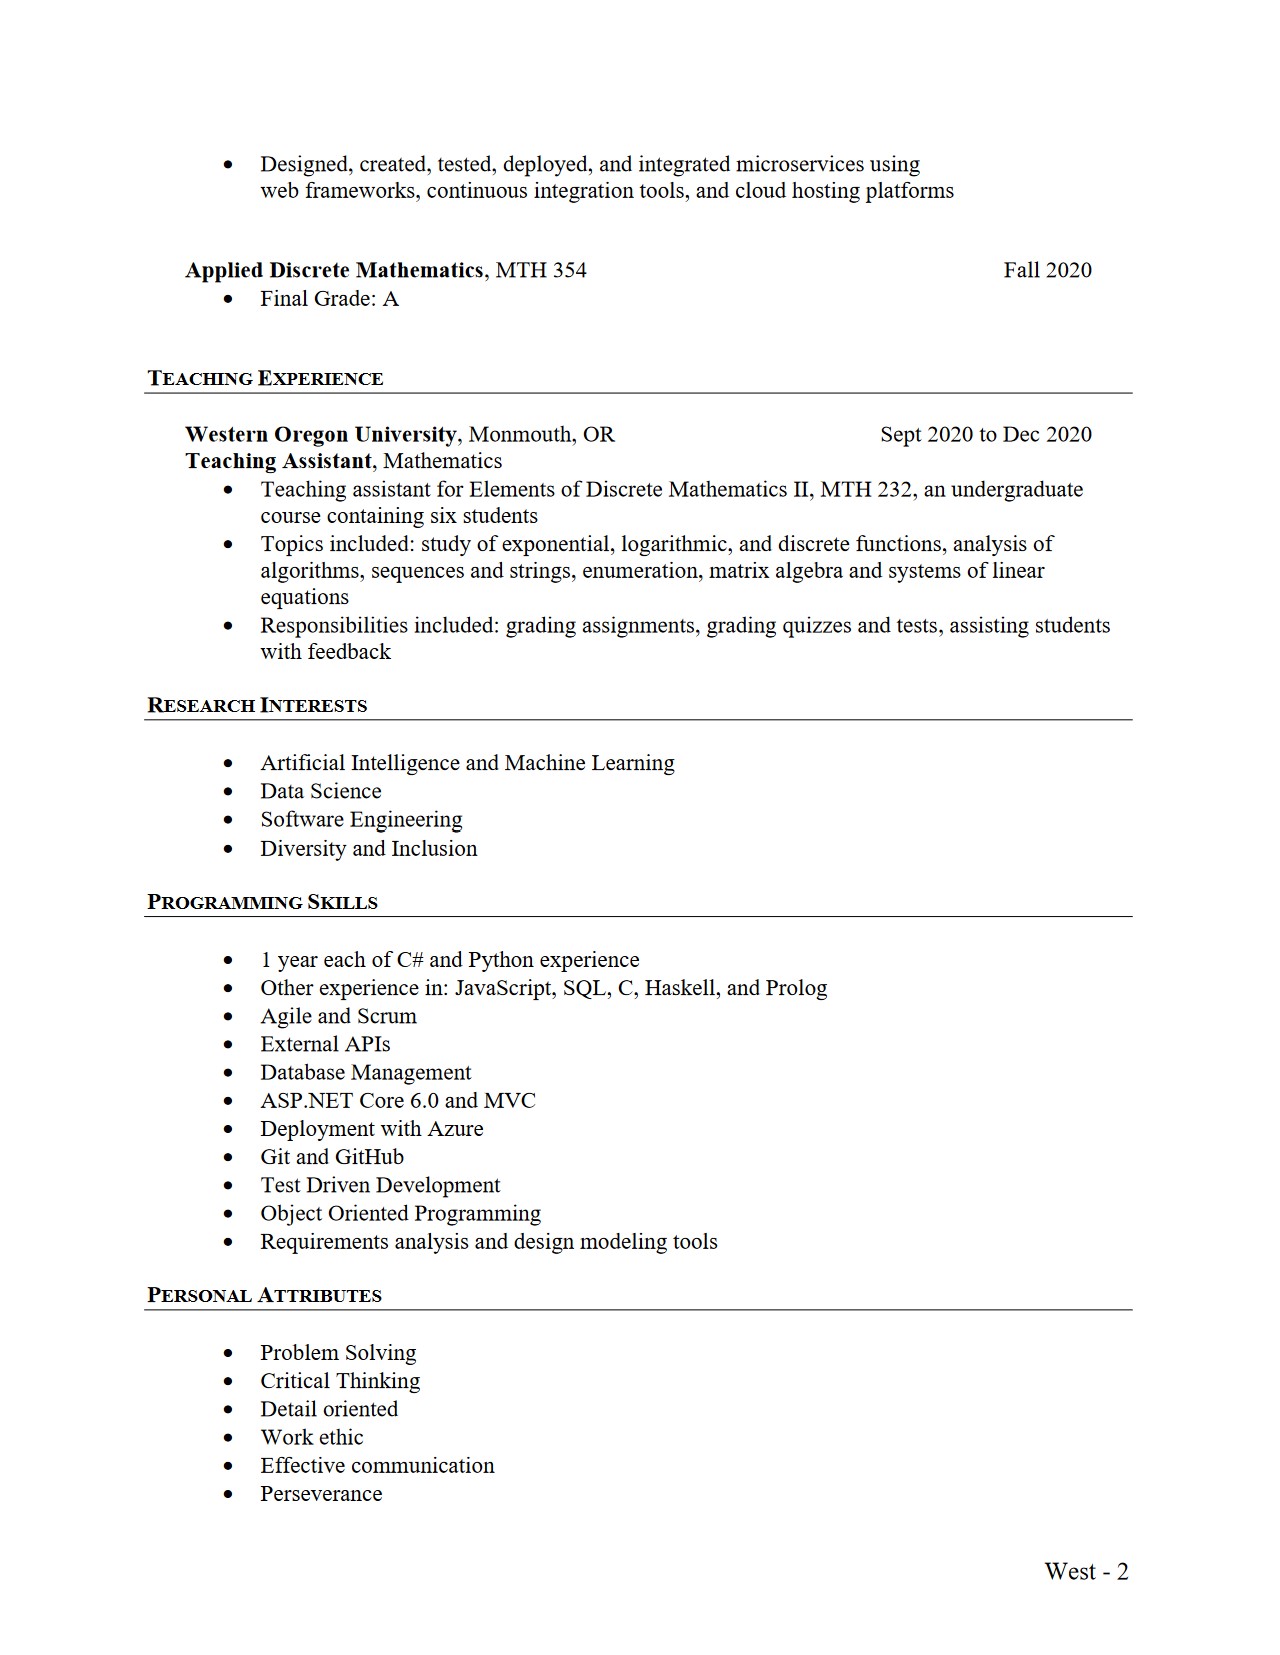 • Designed, created, tested, deployed, and integrated microservices using
web frameworks, continuous integration tools, and cloud hosting platforms
Applied Discrete Mathematics, MTH 354 Fall 2020
• Final Grade: A
TEACHING EXPERIENCE
Western Oregon University, Monmouth, OR Sept 2020 to Dec 2020
Teaching Assistant, Mathematics
• Teaching assistant for Elements of Discrete Mathematics II, MTH 232, an undergraduate
course containing six students
• Topics included: study of exponential, logarithmic, and discrete functions, analysis of
algorithms, sequences and strings, enumeration, matrix algebra and systems of linear
equations
• Responsibilities included: grading assignments, grading quizzes and tests, assisting students
with feedback
RESEARCH INTERESTS
• Artificial Intelligence and Machine Learning
• Data Science
• Software Engineering
• Diversity and Inclusion
PROGRAMMING SKILLS
• 1 year each of C# and Python experience
• Other experience in: JavaScript, SQL, C, Haskell, and Prolog
• Agile and Scrum
• External APIs
• Database Management
• ASP.NET Core 6.0 and MVC
• Deployment with Azure
• Git and GitHub
• Test Driven Development
• Object Oriented Programming
• Requirements analysis and design modeling tools
PERSONAL ATTRIBUTES
• Problem Solving
• Critical Thinking
• Detail oriented
• Work ethic
• Effective communication
• Perseverance
West - 2